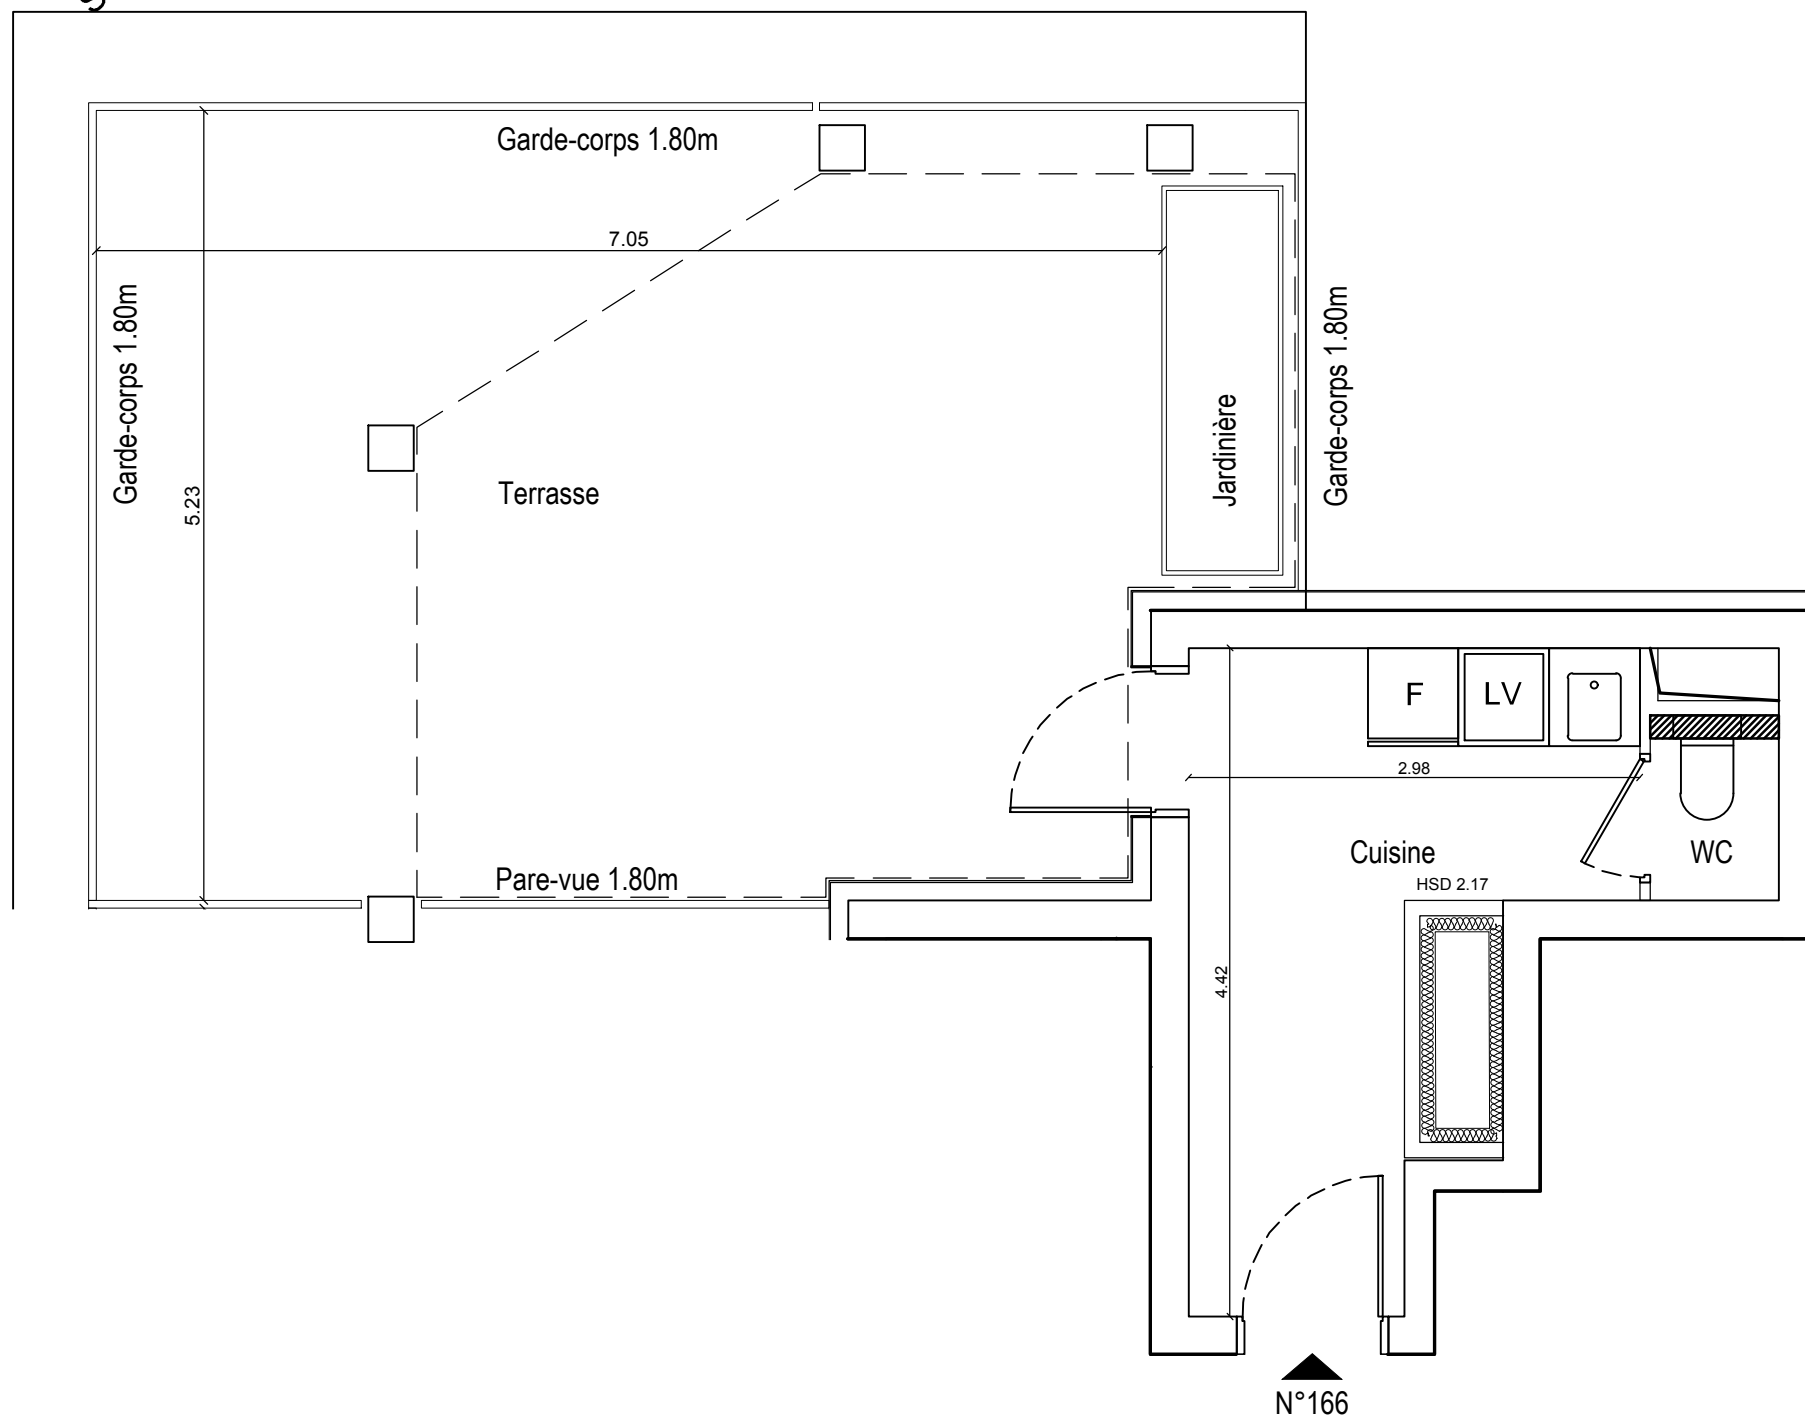 Garde-corps 1.80m
7.05
Garde-corps 1.80m
5.23
Terrasse
Jardinière
Garde-corps 1.80m
Pare-vue 1.80m
F
LV
2.98
Cuisine
HSD 2.17
WC
4.42
N°166